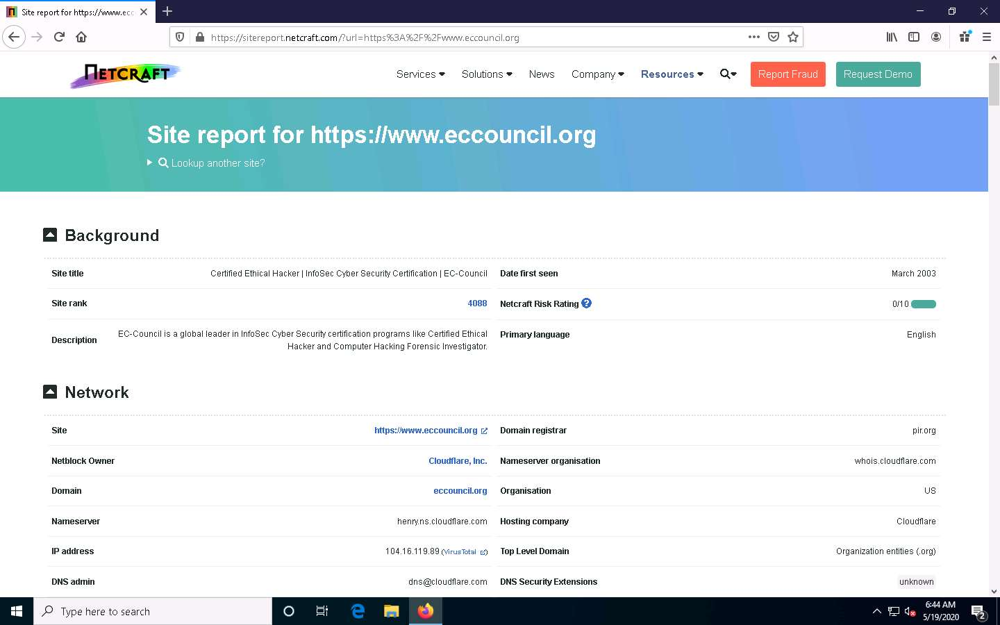 Site report for https://www.ecc
https://sitereport.netcraft.com/?url=https%3A%2F%2Fwww.eccouncil.org
NETCRAFT
Services
Solutions
News
Company
Resources
Report Fraud
Request Demo
Site report for https://www.eccouncil.org
Lookup another site?
Background
Site title
Certified Ethical Hacker | InfoSec Cyber Security Certification | EC-Council
Date first seen
March 2003
Site rank
4088
Netcraft Risk Rating ?
0/10
Description
EC-Council is a global leader in InfoSec Cyber Security certification programs like Certified Ethical
Hacker and Computer Hacking Forensic Investigator.
Primary language
English
Network
Site
https://www.eccouncil.org
Domain registrar
pir.org
Netblock Owner
Cloudflare, Inc.
Nameserver organisation
whois.cloudflare.com
Domain
eccouncil.org
Organisation
US
Nameserver
henry.ns.cloudflare.com
Hosting company
Cloudflare
IP address
104.16.119.89 (VirusTotal )
Top Level Domain
Organization entities (.org)
DNS admin
dns@cloudflare.com
DNS Security Extensions
unknown
Type here to search
6:44 AM
5/19/2020
2